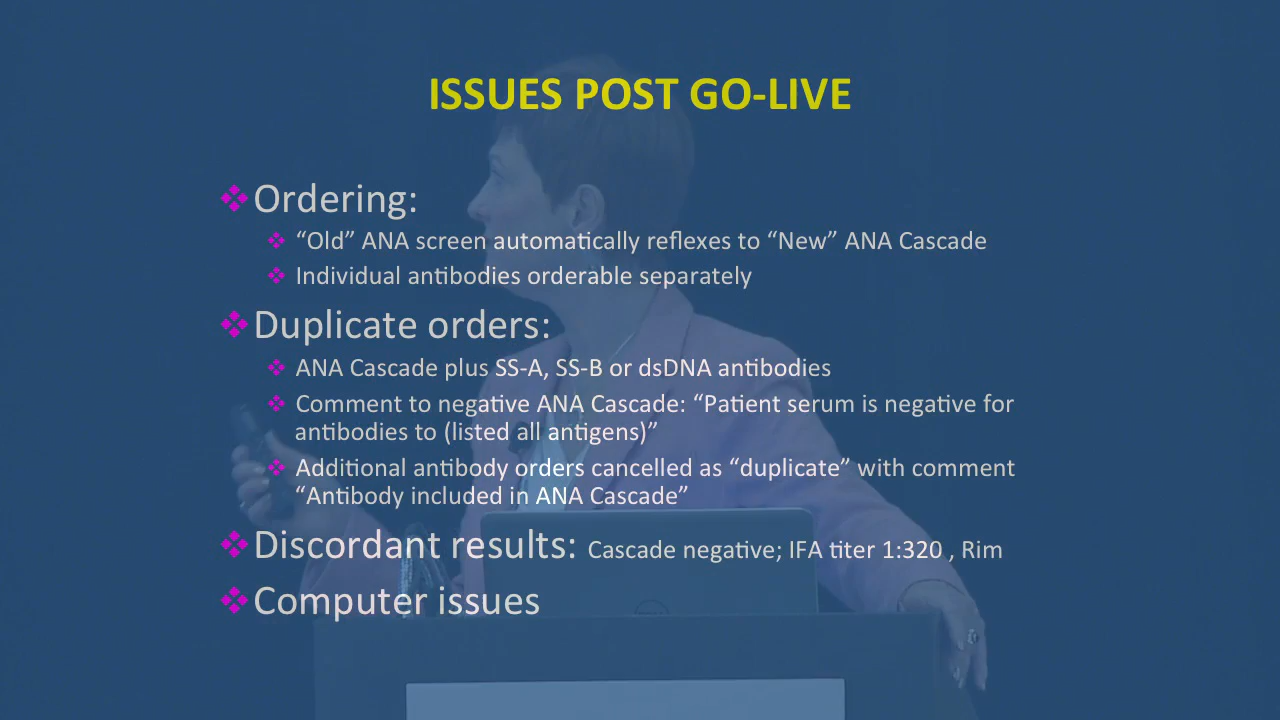 ISSUES POST GO-LIVE
Ordering:
“Old” ANA screen automatically reflexes to “New” ANA Cascade
Individual antibodies orderable separately
Duplicate orders:
ANA Cascade plus SS-A, SS-B or dsDNA antibodies
Comment to negative ANA Cascade: “Patient serum is negative for
antibodies to (listed all antigens)”
Additional antibody orders cancelled as “duplicate” with comment
“Antibody included in ANA Cascade”
Discordant results: Cascade negative; IFA titer 1:320 , Rim
Computer issues